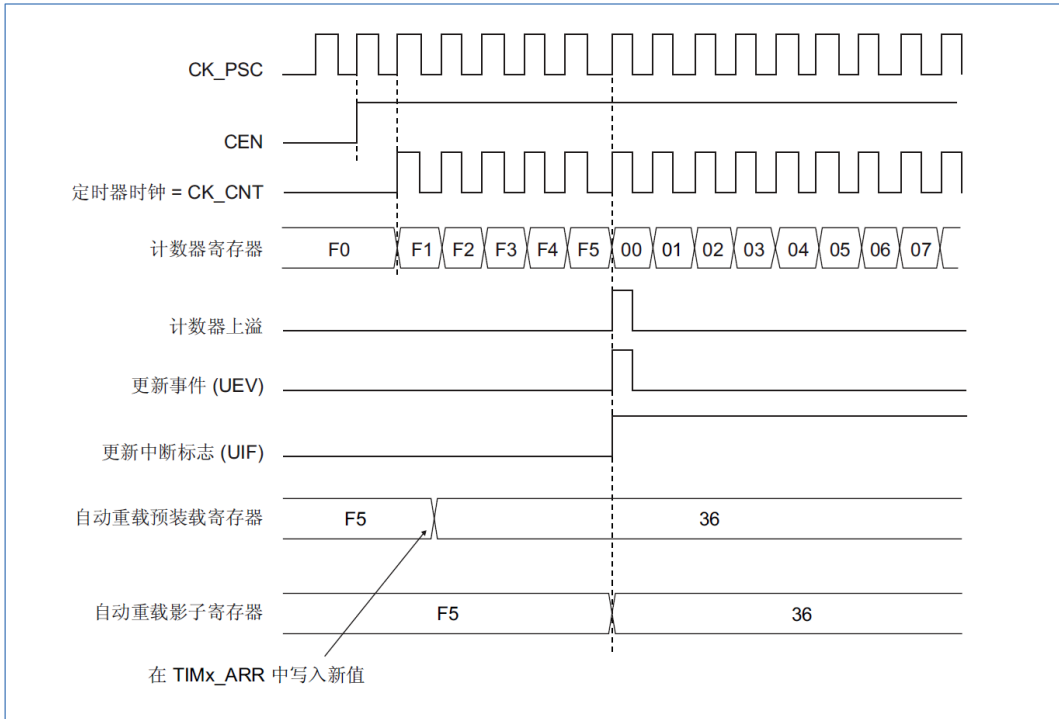 CK_PSC
CEN
定时器时钟 = CK_CNT
计数器寄存器 F0 F1 F2 F3 F4 F5 00 01 02 03 04 05 06 07
计数器上溢
更新事件 (UEV)
更新中断标志 (UIF)
自动重载预装载寄存器 F5 36
自动重载影子寄存器 F5 36
在 TIMx_ARR 中写入新值